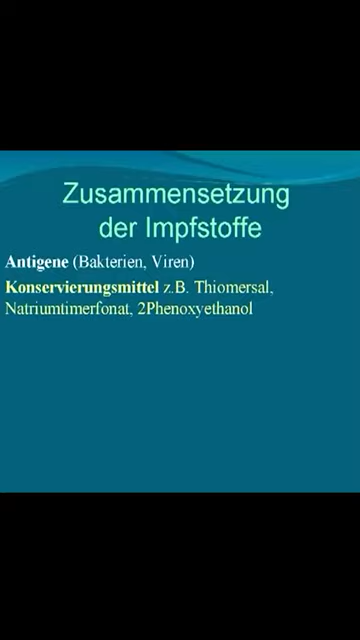 Zusammensetzung
der Impfstoffe
Antigene (Bakterien, Viren)
Konservierungsmittel z.B. Thiomersal,
Natriumtimerfonat, 2Phenoxyethanol